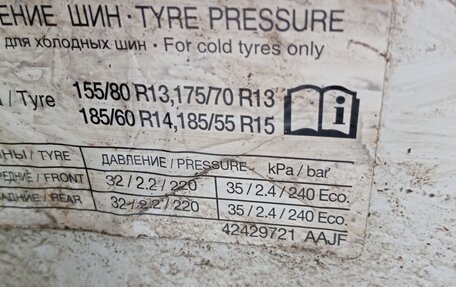 ЕНИЕ ШИН · TYRE PRESSURE
для холодных шин · For cold tyres only
/ Tyre 155/80 R13,175/70 R13
185/60 R14,185/55 R15
НЫ / TYRE ДАВЛЕНИЕ / PRESSURE kPa / bar
ЕДНИЕ / FRONT 32 / 2.2 / 220 35 / 2.4 / 240 Eco.
АДНИЕ / REAR 32 / 2.2 / 220 35 / 2.4 / 240 Eco.
42429721 AAJF